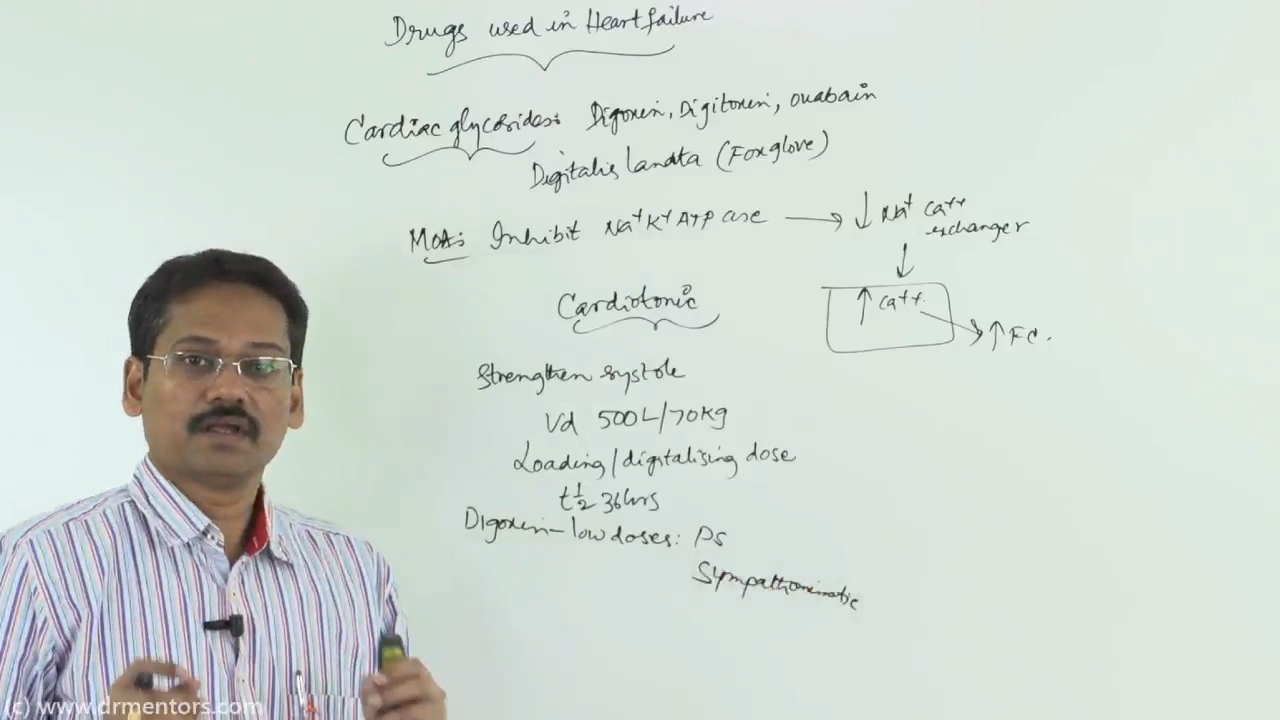 Drugs used in Heart failure
Cardiac glycosides: Digoxin, Digitoxin, ouabain
Digitalis lanata (Foxglove)
MOA: Inhibit Na+ K+ ATPase → ↓ Na+ Ca++
exchanger
↓
↑ Ca++ → ↑ FC.
Cardiotonic
Strengthen systole
Vd 500L/70kg
Loading/digitalising dose
t½ 36hrs
Digoxin-low doses: Ps
Sympathomimetic
(c) www.drmentors.com